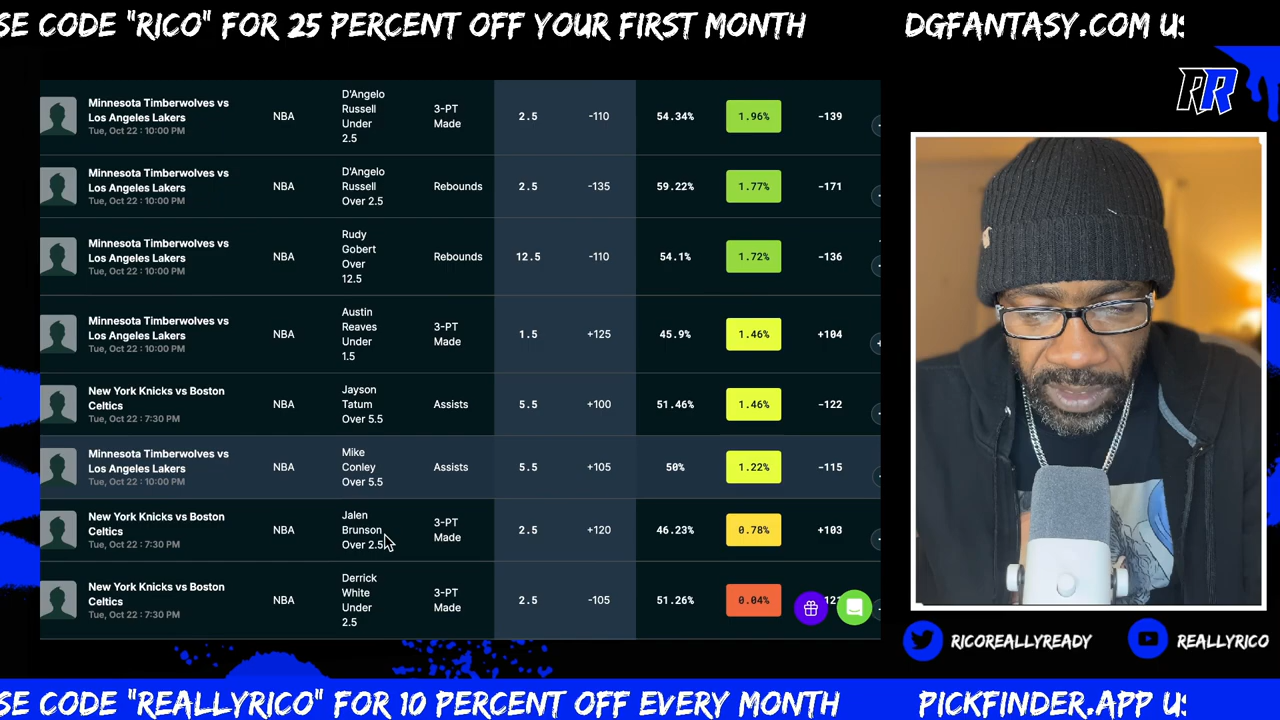 SE CODE "RICO" FOR 25 PERCENT OFF YOUR FIRST MONTH DGFANTASY.COM
RR
Minnesota Timberwolves vs
Los Angeles Lakers
Tue, Oct 22 : 10:00 PM
NBA
D'Angelo
Russell
Under
2.5
3-PT
Made
2.5
-110
54.34%
1.96%
-139
Minnesota Timberwolves vs
Los Angeles Lakers
Tue, Oct 22 : 10:00 PM
NBA
D'Angelo
Russell
Over 2.5
Rebounds
2.5
-135
59.22%
1.77%
-171
Minnesota Timberwolves vs
Los Angeles Lakers
Tue, Oct 22 : 10:00 PM
NBA
Rudy
Gobert
Over
12.5
Rebounds
12.5
-110
54.1%
1.72%
-136
Minnesota Timberwolves vs
Los Angeles Lakers
Tue, Oct 22 : 10:00 PM
NBA
Austin
Reaves
Under
1.5
3-PT
Made
1.5
+125
45.9%
1.46%
+104
New York Knicks vs Boston
Celtics
Tue, Oct 22 : 7:30 PM
NBA
Jayson
Tatum
Over 5.5
Assists
5.5
+100
51.46%
1.46%
-122
Minnesota Timberwolves vs
Los Angeles Lakers
Tue, Oct 22 : 10:00 PM
NBA
Mike
Conley
Over 5.5
Assists
5.5
+105
50%
1.22%
-115
New York Knicks vs Boston
Celtics
Tue, Oct 22 : 7:30 PM
NBA
Jalen
Brunson
Over 2.5
3-PT
Made
2.5
+120
46.23%
0.78%
+103
New York Knicks vs Boston
Celtics
Tue, Oct 22 : 7:30 PM
NBA
Derrick
White
Under
2.5
3-PT
Made
2.5
-105
51.26%
0.04%
RICOREALLYREADY
REALLYRICO
SE CODE "REALLYRICO" FOR 10 PERCENT OFF EVERY MONTH PICKFINDER.APP